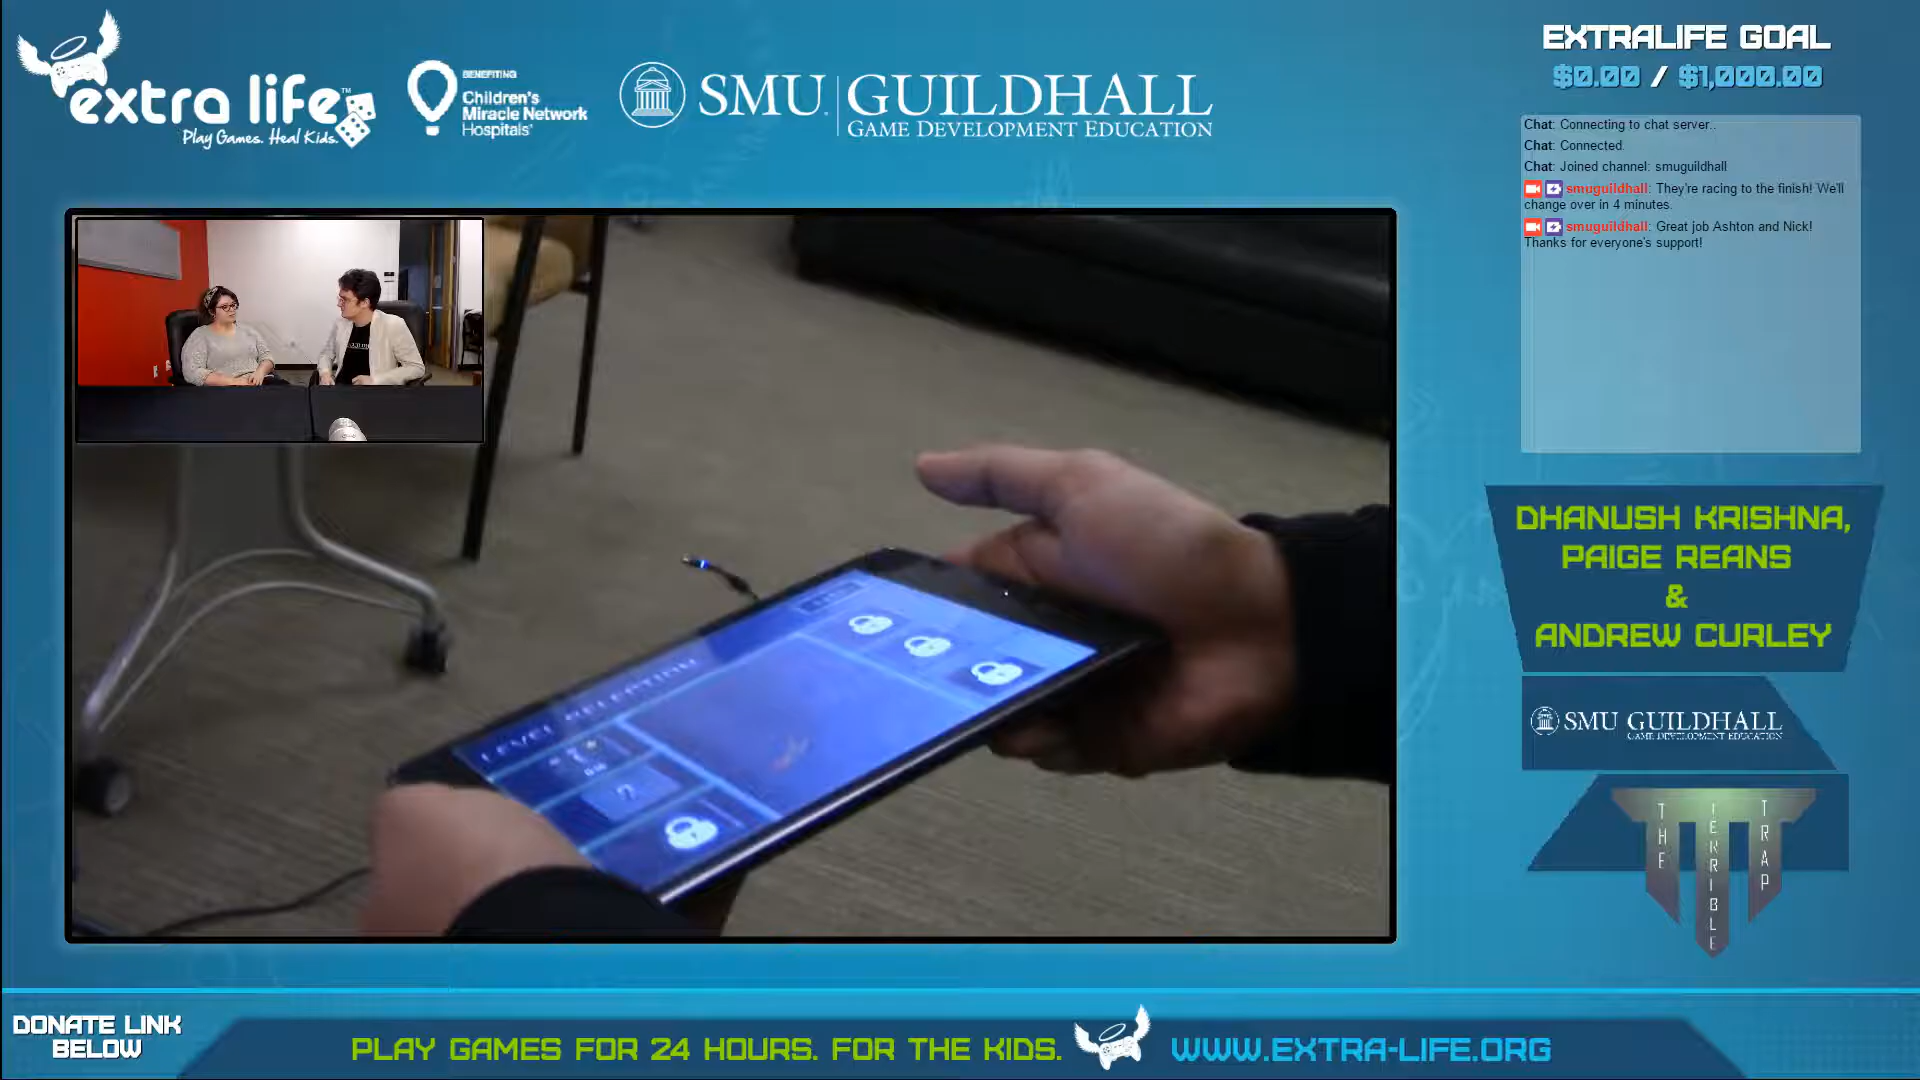 extra life™
Play Games. Heal Kids.
BENEFITING
Children's
Miracle Network
Hospitals®
SMU. GUILDHALL
GAME DEVELOPMENT EDUCATION
EXTRALIFE GOAL
$0.00 / $1,000.00
Chat: Connecting to chat server..
Chat: Connected.
Chat: Joined channel: smuguildhall
smuguildhall: They're racing to the finish! We'll
change over in 4 minutes.
smuguildhall: Great job Ashton and Nick!
Thanks for everyone's support!
LEVEL SELECTION
?
DHANUSH KRISHNA,
PAIGE REANS
&
ANDREW CURLEY
SMU GUILDHALL
GAME DEVELOPMENT EDUCATION
THE
TERRIBLE
TRAP
DONATE LINK
BELOW
PLAY GAMES FOR 24 HOURS. FOR THE KIDS.
WWW.EXTRA-LIFE.ORG